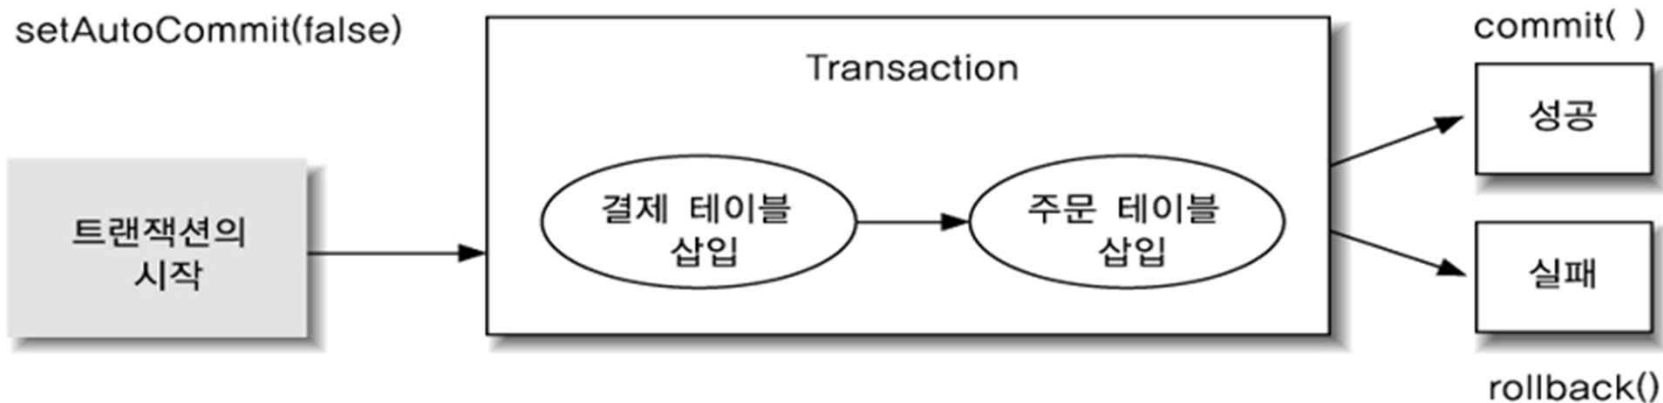 setAutoCommit(false)
트랜잭션의
시작
Transaction
결제 테이블
삽입
주문 테이블
삽입
commit( )
성공
실패
rollback()